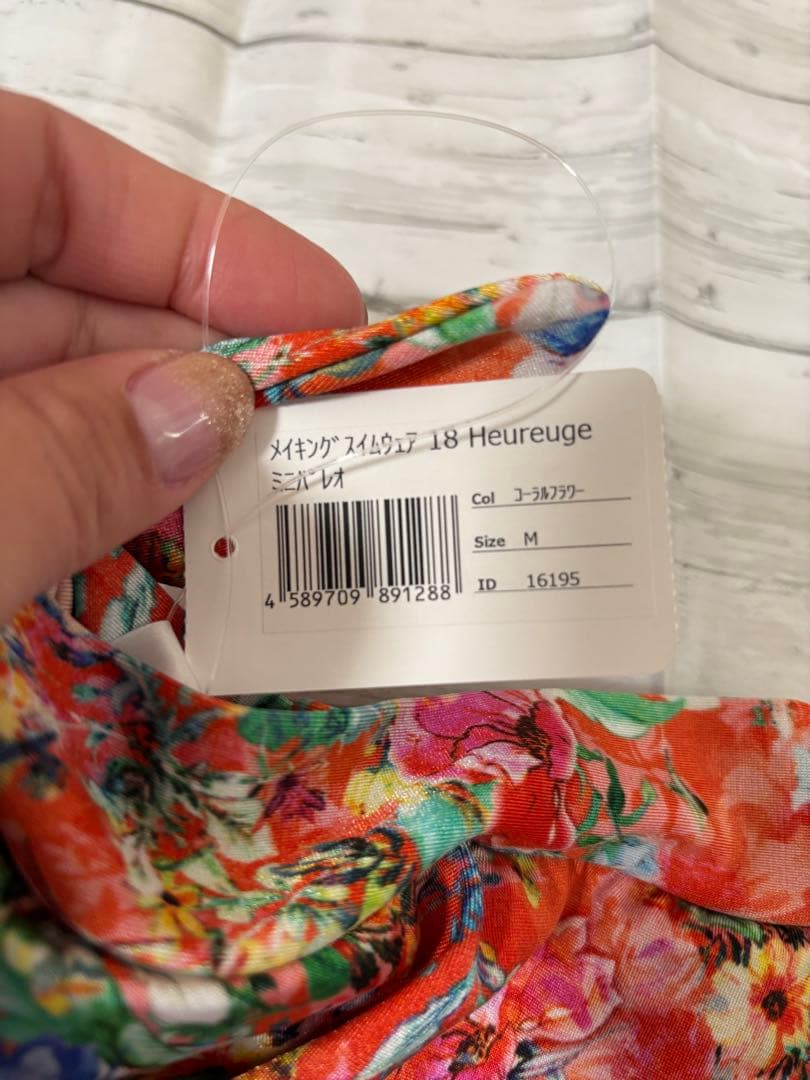 メイキングスイムウェア 18 Heureuge
ミニパレオ
Col コーラルフラワー
Size M
ID 16195
4 589709 891288